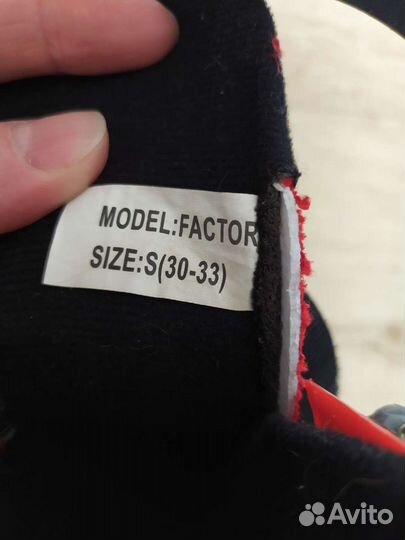 MODEL:FACTOR
SIZE:S(30-33)
Avito